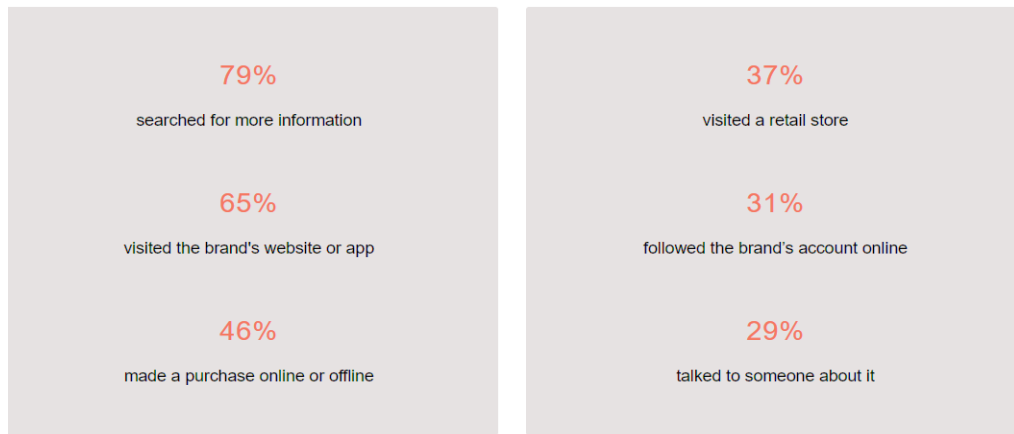 79%
searched for more information
65%
visited the brand's website or app
46%
made a purchase online or offline
37%
visited a retail store
31%
followed the brand’s account online
29%
talked to someone about it